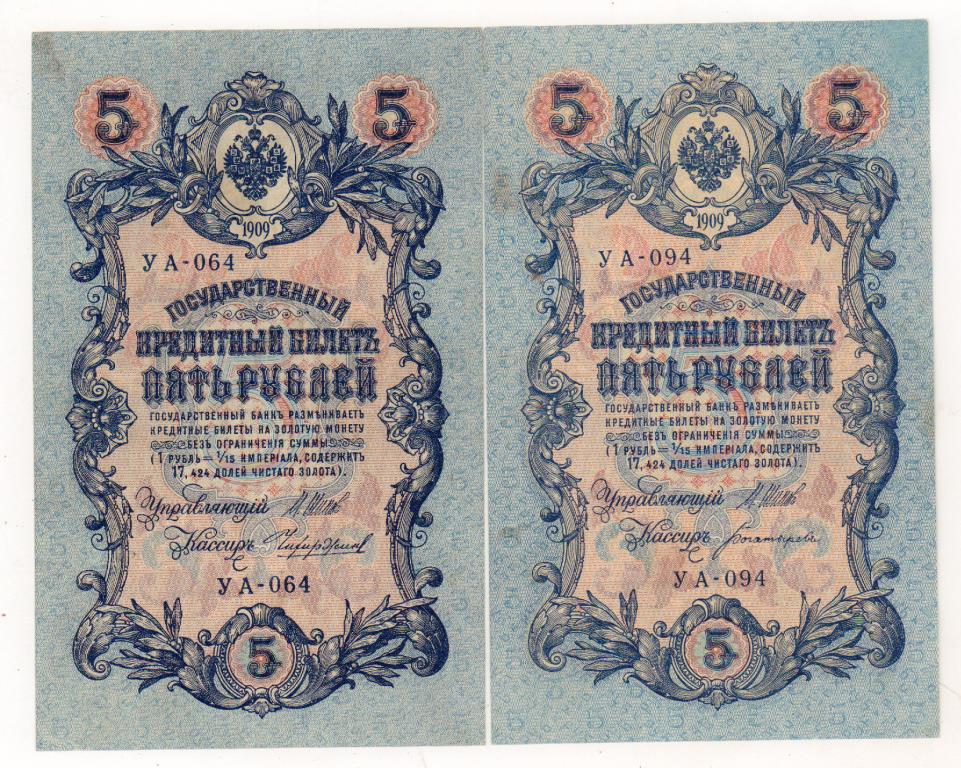 5 5
1909
УА-064
ГОСУДАРСТВЕННЫЙ
КРЕДИТНЫЙ БИЛЕТЪ
ПЯТЬ РУБЛЕЙ
ГОСУДАРСТВЕННЫЙ БАНКЪ РАЗМѢНИВАЕТЪ
КРЕДИТНЫЕ БИЛЕТЫ НА ЗОЛОТУЮ МОНЕТУ
БЕЗЪ ОГРАНИЧЕНІЯ СУММЫ
(1 РУБЛЬ = 1/15 ИМПЕРІАЛА, СОДЕРЖИТЪ
17,424 ДОЛЕЙ ЧИСТАГО ЗОЛОТА).
Управляющій
Кассиръ
УА-064
5
5 5
1909
УА-094
ГОСУДАРСТВЕННЫЙ
КРЕДИТНЫЙ БИЛЕТЪ
ПЯТЬ РУБЛЕЙ
ГОСУДАРСТВЕННЫЙ БАНКЪ РАЗМѢНИВАЕТЪ
КРЕДИТНЫЕ БИЛЕТЫ НА ЗОЛОТУЮ МОНЕТУ
БЕЗЪ ОГРАНИЧЕНІЯ СУММЫ
(1 РУБЛЬ = 1/15 ИМПЕРІАЛА, СОДЕРЖИТЪ
17,424 ДОЛЕЙ ЧИСТАГО ЗОЛОТА).
Управляющій
Кассиръ Богатыревъ
УА-094
5